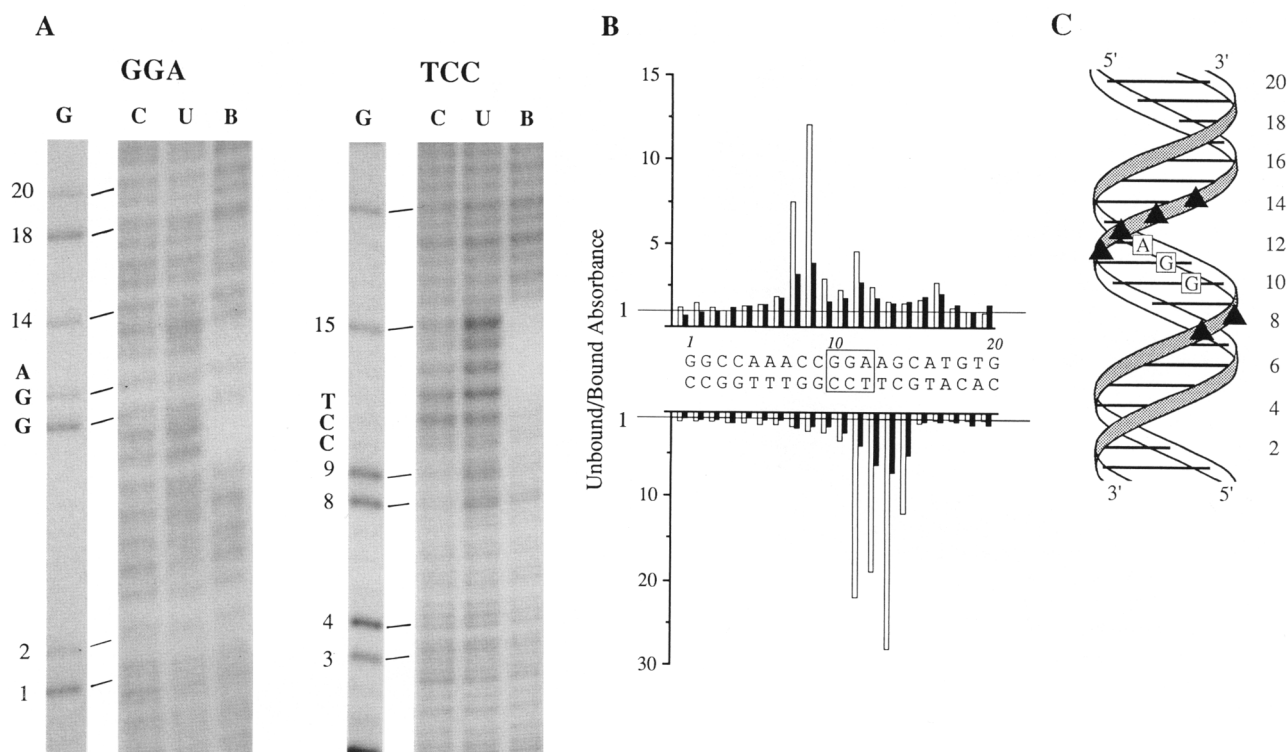 A
GGA
G
C U B
20
18
14
A
G
G
2
1
TCC
G
C U B
15
T
C
C
9
8
4
3
B
Unbound/Bound Absorbance
15
10
5
1
1 10 20
GGCCAAACCGGAAGCATGTG
CCGGTTTGGCCTTCGTACAC
1
10
20
30
C
5' 3'
20
18
16
14
12
10
8
6
4
2
A
G
G
3' 5'